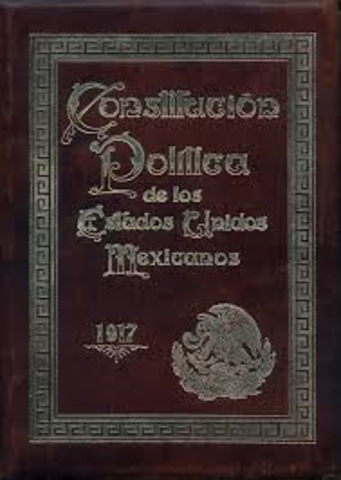 Constitución
Política
de los
Estados Unidos
Mexicanos
1917